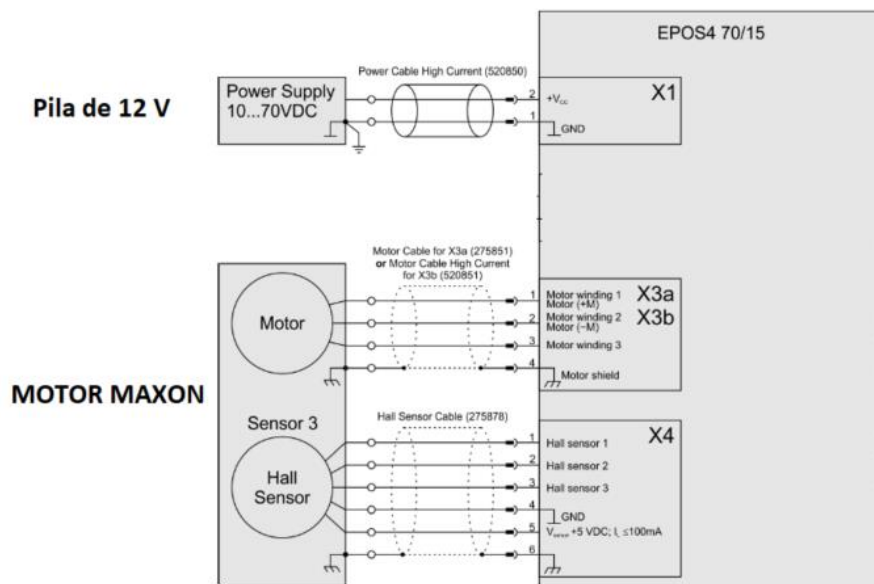 EPOS4 70/15
Power Cable High Current (520850)
Pila de 12 V
Power Supply
10...70VDC
2
+Vcc
X1
1
GND
Motor Cable for X3a (275851)
or Motor Cable High Current
for X3b (520851)
Motor
1
Motor winding 1
Motor (+M)
X3a
2
Motor winding 2
Motor (−M)
X3b
3
Motor winding 3
4
Motor shield
MOTOR MAXON
Sensor 3
Hall Sensor Cable (275878)
Hall
Sensor
1
Hall sensor 1
X4
2
Hall sensor 2
3
Hall sensor 3
4
GND
5
Vsensor +5 VDC; IL ≤100mA
6